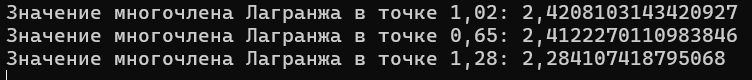 Значение многочлена Лагранжа в точке 1,02: 2,4208103143420927
Значение многочлена Лагранжа в точке 0,65: 2,4122270110983846
Значение многочлена Лагранжа в точке 1,28: 2,284107418795068